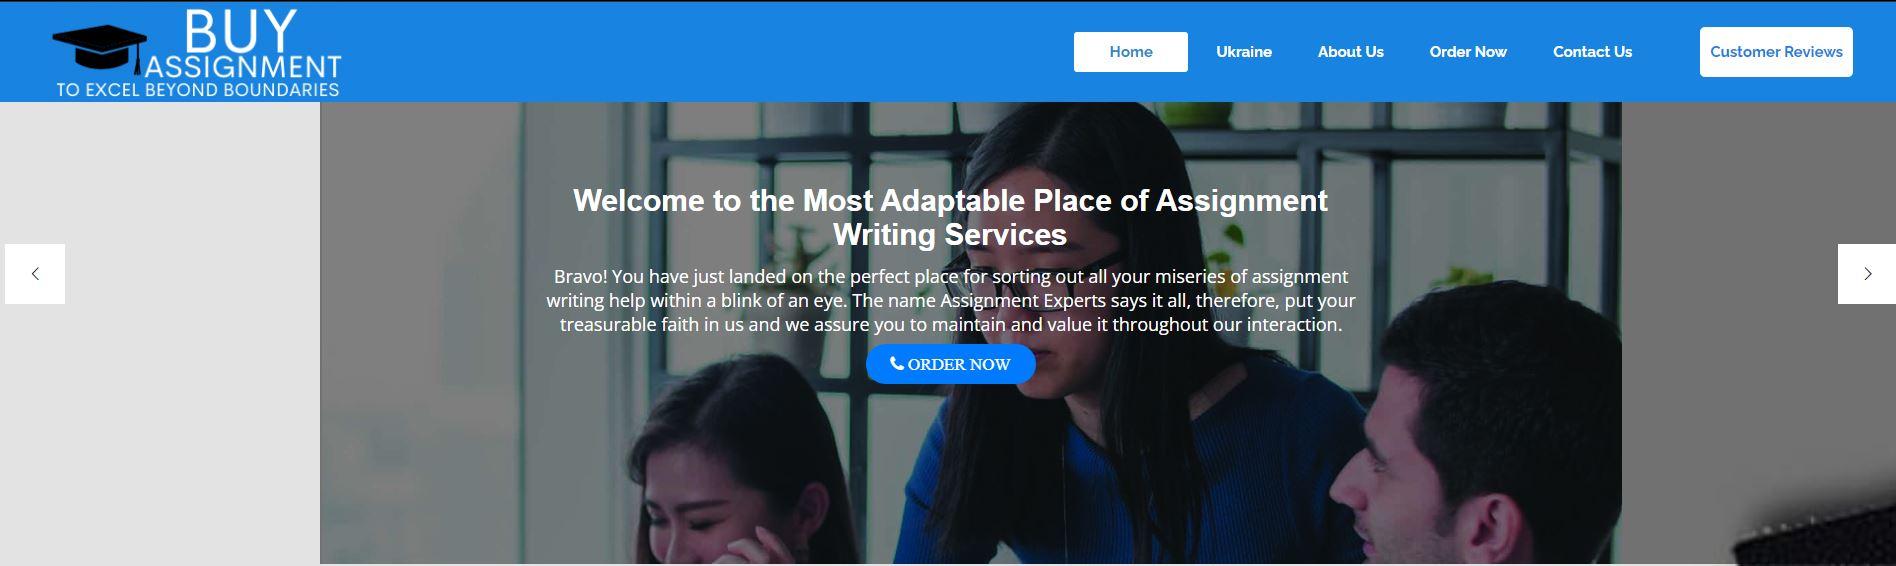 BUY
ASSIGNMENT
TO EXCEL BEYOND BOUNDARIES
Home
Ukraine
About Us
Order Now
Contact Us
Customer Reviews
Welcome to the Most Adaptable Place of Assignment
Writing Services
Bravo! You have just landed on the perfect place for sorting out all your miseries of assignment
writing help within a blink of an eye. The name Assignment Experts says it all, therefore, put your
treasurable faith in us and we assure you to maintain and value it throughout our interaction.
ORDER NOW